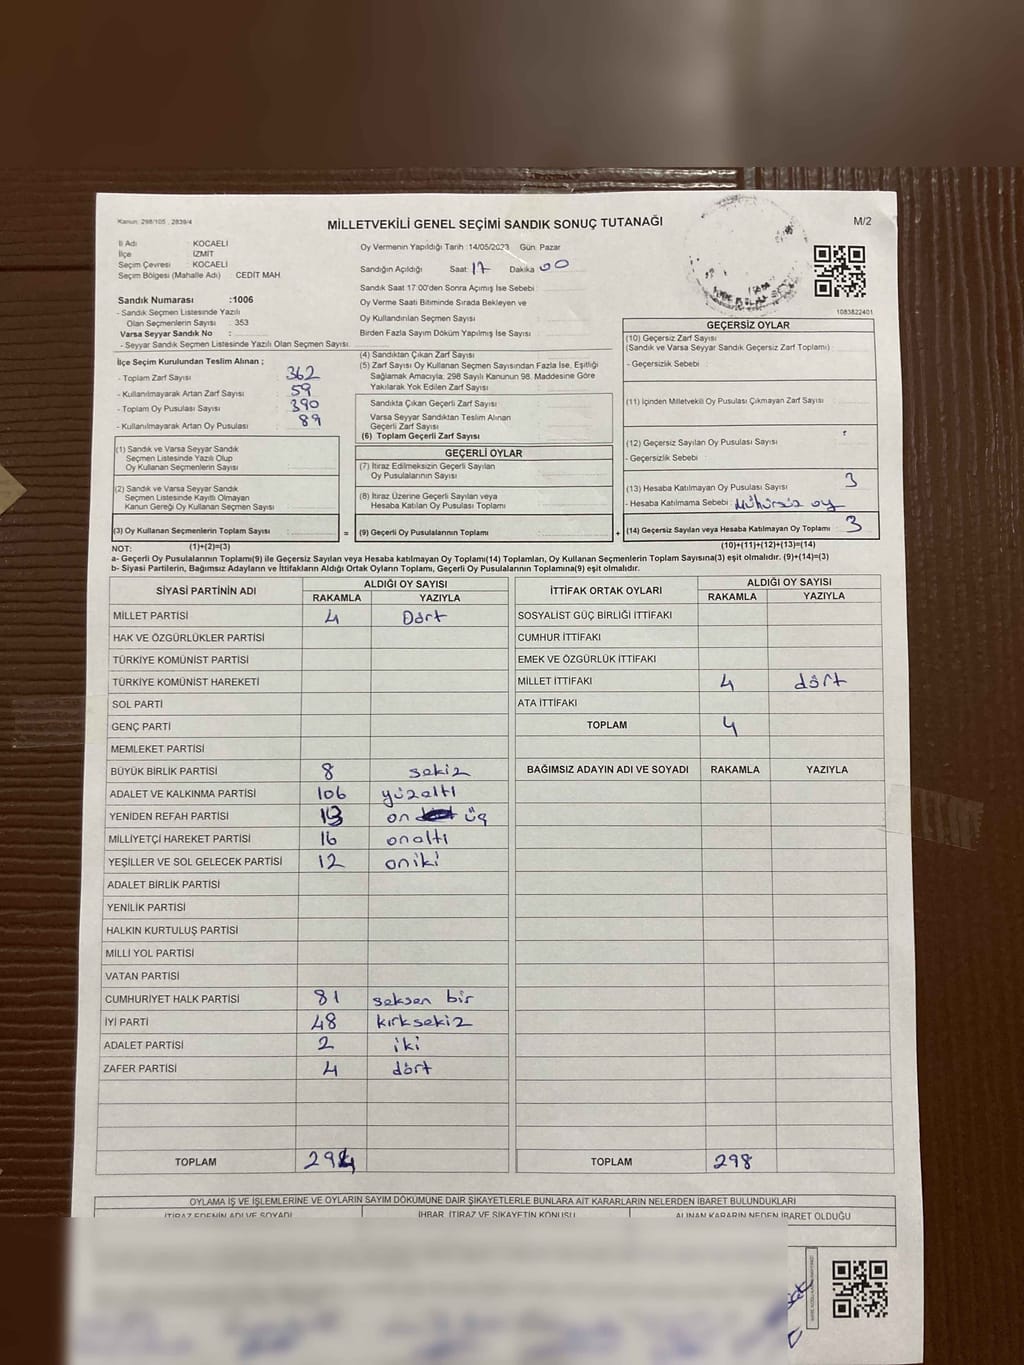 Kanun: 298/105 , 2839/4
MİLLETVEKİLİ GENEL SEÇİMİ SANDIK SONUÇ TUTANAĞI
M/2
İl Adı : KOCAELİ
İlçe : İZMİT
Seçim Çevresi : KOCAELİ
Seçim Bölgesi (Mahalle Adı) CEDİT MAH
Sandık Numarası :1006
- Sandık Seçmen Listesinde Yazılı
Olan Seçmenlerin Sayısı : 353
Varsa Seyyar Sandık No :
- Seyyar Sandık Seçmen Listesinde Yazılı Olan Seçmen Sayısı
Oy Vermenin Yapıldığı Tarih :14/05/2023 Gün: Pazar
Sandığın Açıldığı Saat: 17 Dakika 00
Sandık Saat 17:00'den Sonra Açılmış İse Sebebi
Oy Verme Saati Bitiminde Sırada Bekleyen ve
Oy Kullandırılan Seçmen Sayısı
Birden Fazla Sayım Döküm Yapılmış İse Sayısı
1083822401
İlçe Seçim Kurulundan Teslim Alınan ;
- Toplam Zarf Sayısı : 362
- Kullanılmayarak Artan Zarf Sayısı : 59
- Toplam Oy Pusulası Sayısı : 390
- Kullanılmayarak Artan Oy Pusulası : 89
(4) Sandıktan Çıkan Zarf Sayısı
(5) Zarf Sayısı Oy Kullanan Seçmen Sayısından Fazla İse, Eşitliği
Sağlamak Amacıyla, 298 Sayılı Kanunun 98. Maddesine Göre
Yakılarak Yok Edilen Zarf Sayısı
Sandıkta Çıkan Geçerli Zarf Sayısı
Varsa Seyyar Sandıktan Teslim Alınan
Geçerli Zarf Sayısı
(6) Toplam Geçerli Zarf Sayısı
GEÇERSİZ OYLAR
(10) Geçersiz Zarf Sayısı
(Sandık ve Varsa Seyyar Sandık Geçersiz Zarf Toplamı)
- Geçersizlik Sebebi :
(11) İçinden Milletvekili Oy Pusulası Çıkmayan Zarf Sayısı
(12) Geçersiz Sayılan Oy Pusulası Sayısı
- Geçersizlik Sebebi
(13) Hesaba Katılmayan Oy Pusulası Sayısı 3
- Hesaba Katılmama Sebebi : Mühürsüz oy
(14) Geçersiz Sayılan veya Hesaba Katılmayan Oy Toplamı 3
(10)+(11)+(12)+(13)=(14)
(1) Sandık ve Varsa Seyyar Sandık
Seçmen Listesinde Yazılı Olup
Oy Kullanan Seçmenlerin Sayısı
(2) Sandık ve Varsa Seyyar Sandık
Seçmen Listesinde Kayıtlı Olmayan
Kanun Gereği Oy Kullanan Seçmen Sayısı
(3) Oy Kullanan Seçmenlerin Toplam Sayısı =
(1)+(2)=(3)
GEÇERLİ OYLAR
(7) İtiraz Edilmeksizin Geçerli Sayılan
Oy Pusulalarının Sayısı
(8) İtiraz Üzerine Geçerli Sayılan veya
Hesaba Katılan Oy Pusulası Toplamı
(9) Geçerli Oy Pusulalarının Toplamı +
NOT:
a- Geçerli Oy Pusulalarının Toplamı(9) ile Geçersiz Sayılan veya Hesaba katılmayan Oy Toplamı(14) Toplamları, Oy Kullanan Seçmenlerin Toplam Sayısına(3) eşit olmalıdır. (9)+(14)=(3)
b- Siyasi Partilerin, Bağımsız Adayların ve İttifakların Aldığı Ortak Oyların Toplamı, Geçerli Oy Pusulalarının Toplamına(9) eşit olmalıdır.
SİYASİ PARTİNİN ADI ALDIĞI OY SAYISI
RAKAMLA YAZIYLA
MİLLET PARTİSİ 4 Dört
HAK VE ÖZGÜRLÜKLER PARTİSİ
TÜRKİYE KOMÜNİST PARTİSİ
TÜRKİYE KOMÜNİST HAREKETİ
SOL PARTİ
GENÇ PARTİ
MEMLEKET PARTİSİ
BÜYÜK BİRLİK PARTİSİ 8 sekiz
ADALET VE KALKINMA PARTİSİ 106 yüzaltı
YENİDEN REFAH PARTİSİ 13 on üç
MİLLİYETÇİ HAREKET PARTİSİ 16 onaltı
YEŞİLLER VE SOL GELECEK PARTİSİ 12 oniki
ADALET BİRLİK PARTİSİ
YENİLİK PARTİSİ
HALKIN KURTULUŞ PARTİSİ
MİLLİ YOL PARTİSİ
VATAN PARTİSİ
CUMHURİYET HALK PARTİSİ 81 seksen bir
İYİ PARTİ 48 kırksekiz
ADALET PARTİSİ 2 iki
ZAFER PARTİSİ 4 dört
TOPLAM 294
İTTİFAK ORTAK OYLARI ALDIĞI OY SAYISI
RAKAMLA YAZIYLA
SOSYALİST GÜÇ BİRLİĞİ İTTİFAKI
CUMHUR İTTİFAKI
EMEK VE ÖZGÜRLÜK İTTİFAKI
MİLLET İTTİFAKI 4 dört
ATA İTTİFAKI
TOPLAM 4
BAĞIMSIZ ADAYIN ADI VE SOYADI RAKAMLA YAZIYLA
TOPLAM 298
OYLAMA İŞ VE İŞLEMLERİNE VE OYLARIN SAYIM DÖKÜMÜNE DAİR ŞİKAYETLERLE BUNLARA AİT KARARLARIN NELERDEN İBARET BULUNDUKLARI
İTİRAZ EDENİN ADI VE SOYADI İHBAR, İTİRAZ VE ŞİKAYETİN KONUSU ALINAN KARARIN NEDEN İBARET OLDUĞU